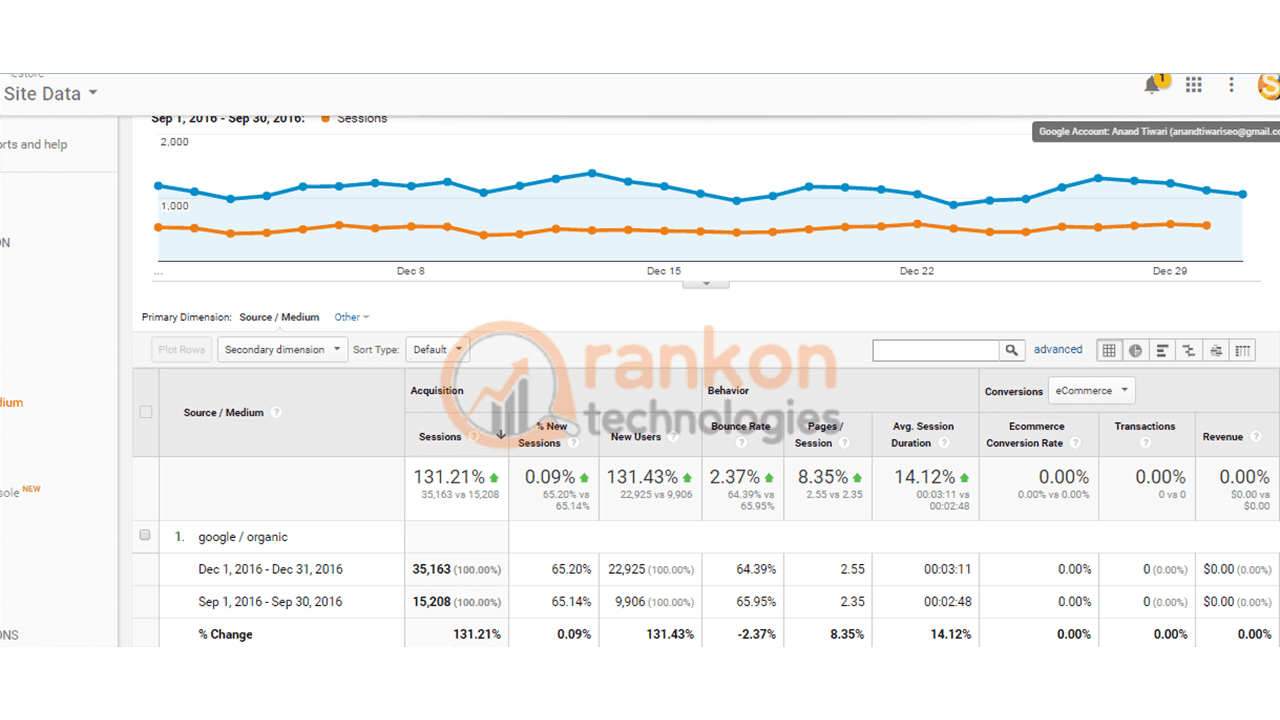 Site Data
1
orts and help
Sep 1, 2016 - Sep 30, 2016: Sessions
Google Account: Anand Tiwari (anandtiwariseo@gmail.co
2,000
1,000
ON
... Dec 8 Dec 15 Dec 22 Dec 29
Primary Dimension: Source / Medium Other
Plot Rows Secondary dimension Sort Type: Default advanced
rankon
technologies
dium
Acquisition Behavior Conversions eCommerce
Source / Medium ?
Sessions ? % New Sessions ? New Users ? Bounce Rate ? Pages / Session ? Avg. Session Duration ? Ecommerce Conversion Rate ? Transactions ? Revenue ?
131.21% 0.09% 131.43% 2.37% 8.35% 14.12% 0.00% 0.00% 0.00%
35,163 vs 15,208 65.20% vs 65.14% 22,925 vs 9,906 64.39% vs 65.95% 2.55 vs 2.35 00:03:11 vs 00:02:48 0.00% vs 0.00% 0 vs 0 $0.00 vs $0.00
sole NEW
1. google / organic
Dec 1, 2016 - Dec 31, 2016 35,163 (100.00%) 65.20% 22,925 (100.00%) 64.39% 2.55 00:03:11 0.00% 0 (0.00%) $0.00 (0.00%)
Sep 1, 2016 - Sep 30, 2016 15,208 (100.00%) 65.14% 9,906 (100.00%) 65.95% 2.35 00:02:48 0.00% 0 (0.00%) $0.00 (0.00%)
% Change 131.21% 0.09% 131.43% -2.37% 8.35% 14.12% 0.00% 0.00% 0.00%
ONS